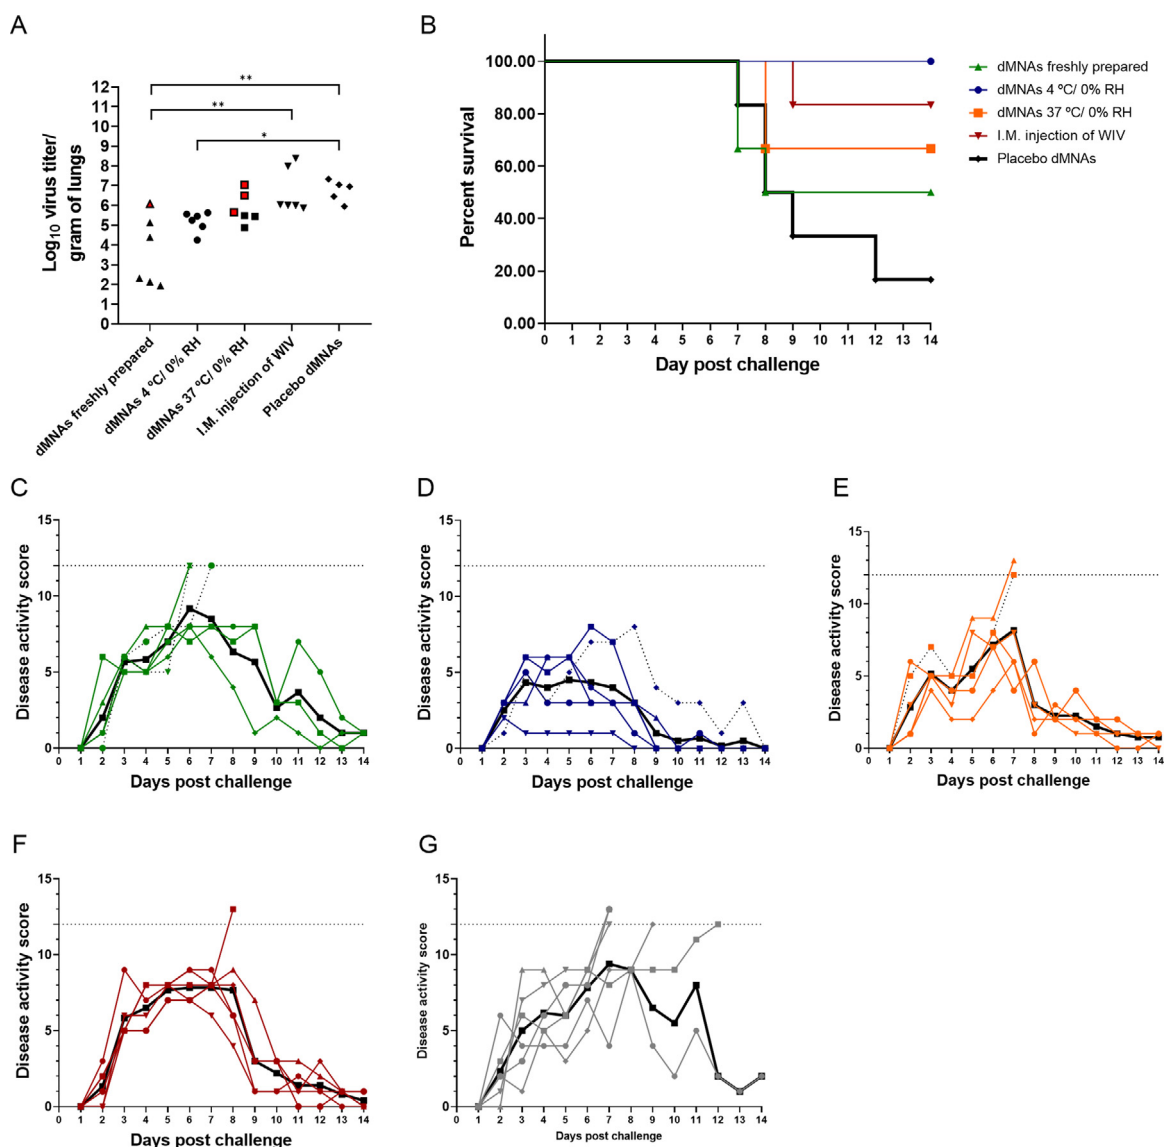 A
Log10 virus titer/
gram of lungs
12
11
10
9
8
7
6
5
4
3
2
1
0
**
**
*
dMNAs freshly prepared
dMNAs 4 ºC/ 0% RH
dMNAs 37 ºC/ 0% RH
I.M. injection of WIV
Placebo dMNAs
B
Percent survival
100.00
80.00
60.00
40.00
20.00
0.00
0 1 2 3 4 5 6 7 8 9 10 11 12 13 14
Day post challenge
dMNAs freshly prepared
dMNAs 4 ºC/ 0% RH
dMNAs 37 ºC/ 0% RH
I.M. injection of WIV
Placebo dMNAs
C
Disease activity score
15
10
5
0
0 1 2 3 4 5 6 7 8 9 10 11 12 13 14
Days post challenge
D
Disease activity score
15
10
5
0
0 1 2 3 4 5 6 7 8 9 10 11 12 13 14
Days post challenge
E
Disease activity score
15
10
5
0
0 1 2 3 4 5 6 7 8 9 10 11 12 13 14
Days post challenge
F
Disease activity score
15
10
5
0
0 1 2 3 4 5 6 7 8 9 10 11 12 13 14
Days post challenge
G
Disease activity score
15
10
5
0
0 1 2 3 4 5 6 7 8 9 10 11 12 13 14
Days post challenge